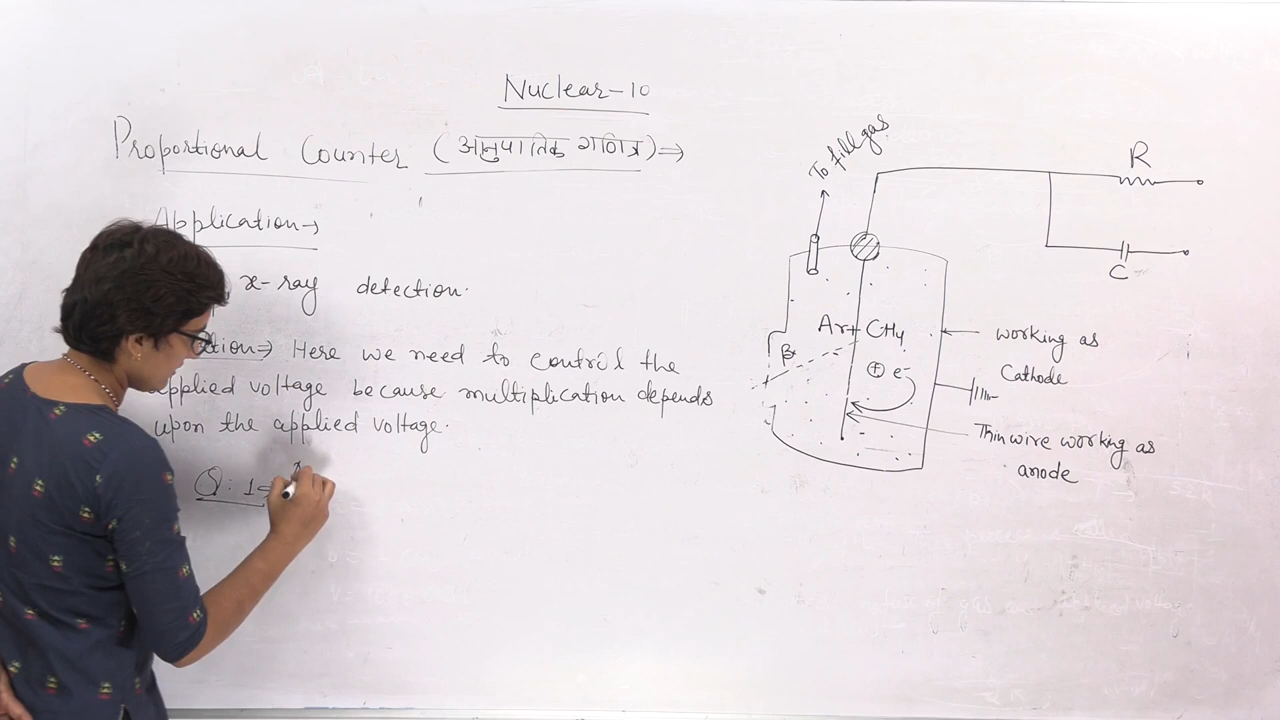 Nuclear-10
Proportional Counter (आनुपातिक गणित्र) ⇒
Application→
x-ray detection.
Here we need to control the
applied voltage because multiplication depends
upon the applied voltage.
Q: 1⇒
To fill gas
R
C
Ar+ CH4
β
⊕ e-
working as
Cathode
Thin wire working as
anode